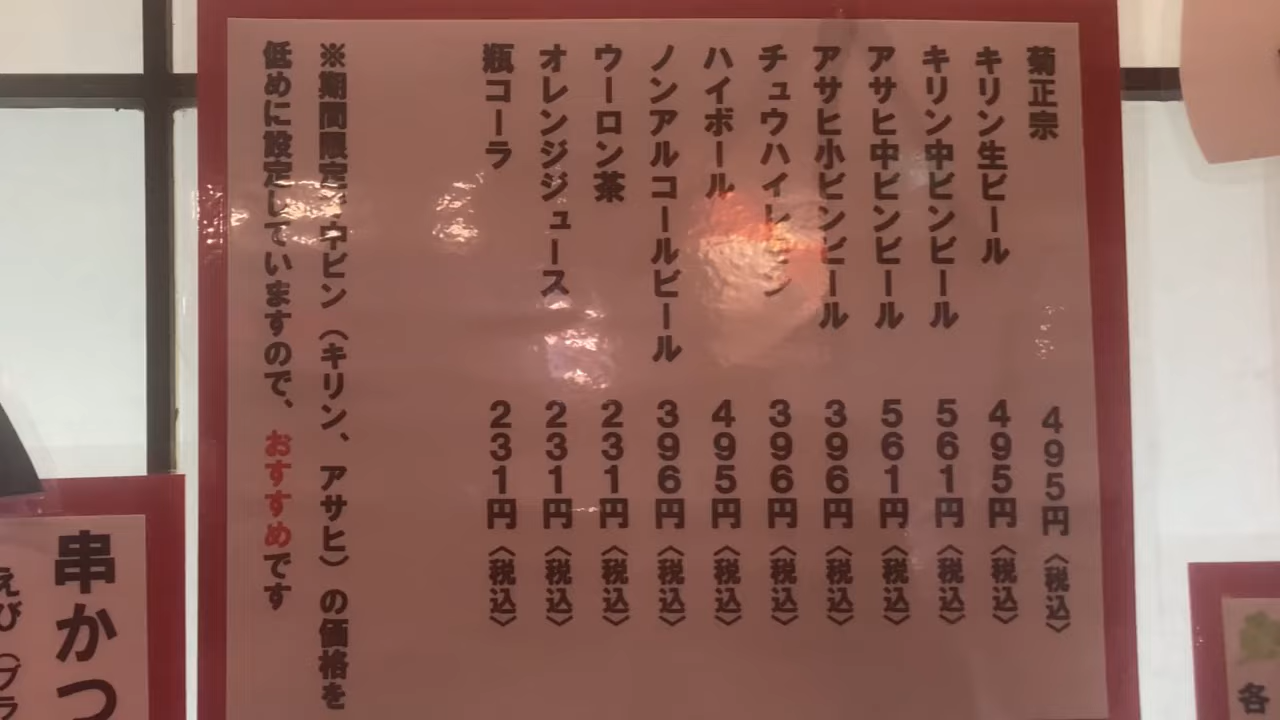 菊正宗 495円〈税込〉
キリン生ビール 495円〈税込〉
キリン中ビンビール 561円〈税込〉
アサヒ中ビンビール 561円〈税込〉
アサヒ小ビンビール 396円〈税込〉
チュウハイレモン 396円〈税込〉
ハイボール 495円〈税込〉
ノンアルコールビール 396円〈税込〉
ウーロン茶 231円〈税込〉
オレンジジュース 231円〈税込〉
瓶コーラ 231円〈税込〉
※期間限定で中ビン（キリン、アサヒ）の価格を
低めに設定していますので、おすすめです
串かつ
えび（ブラ
各